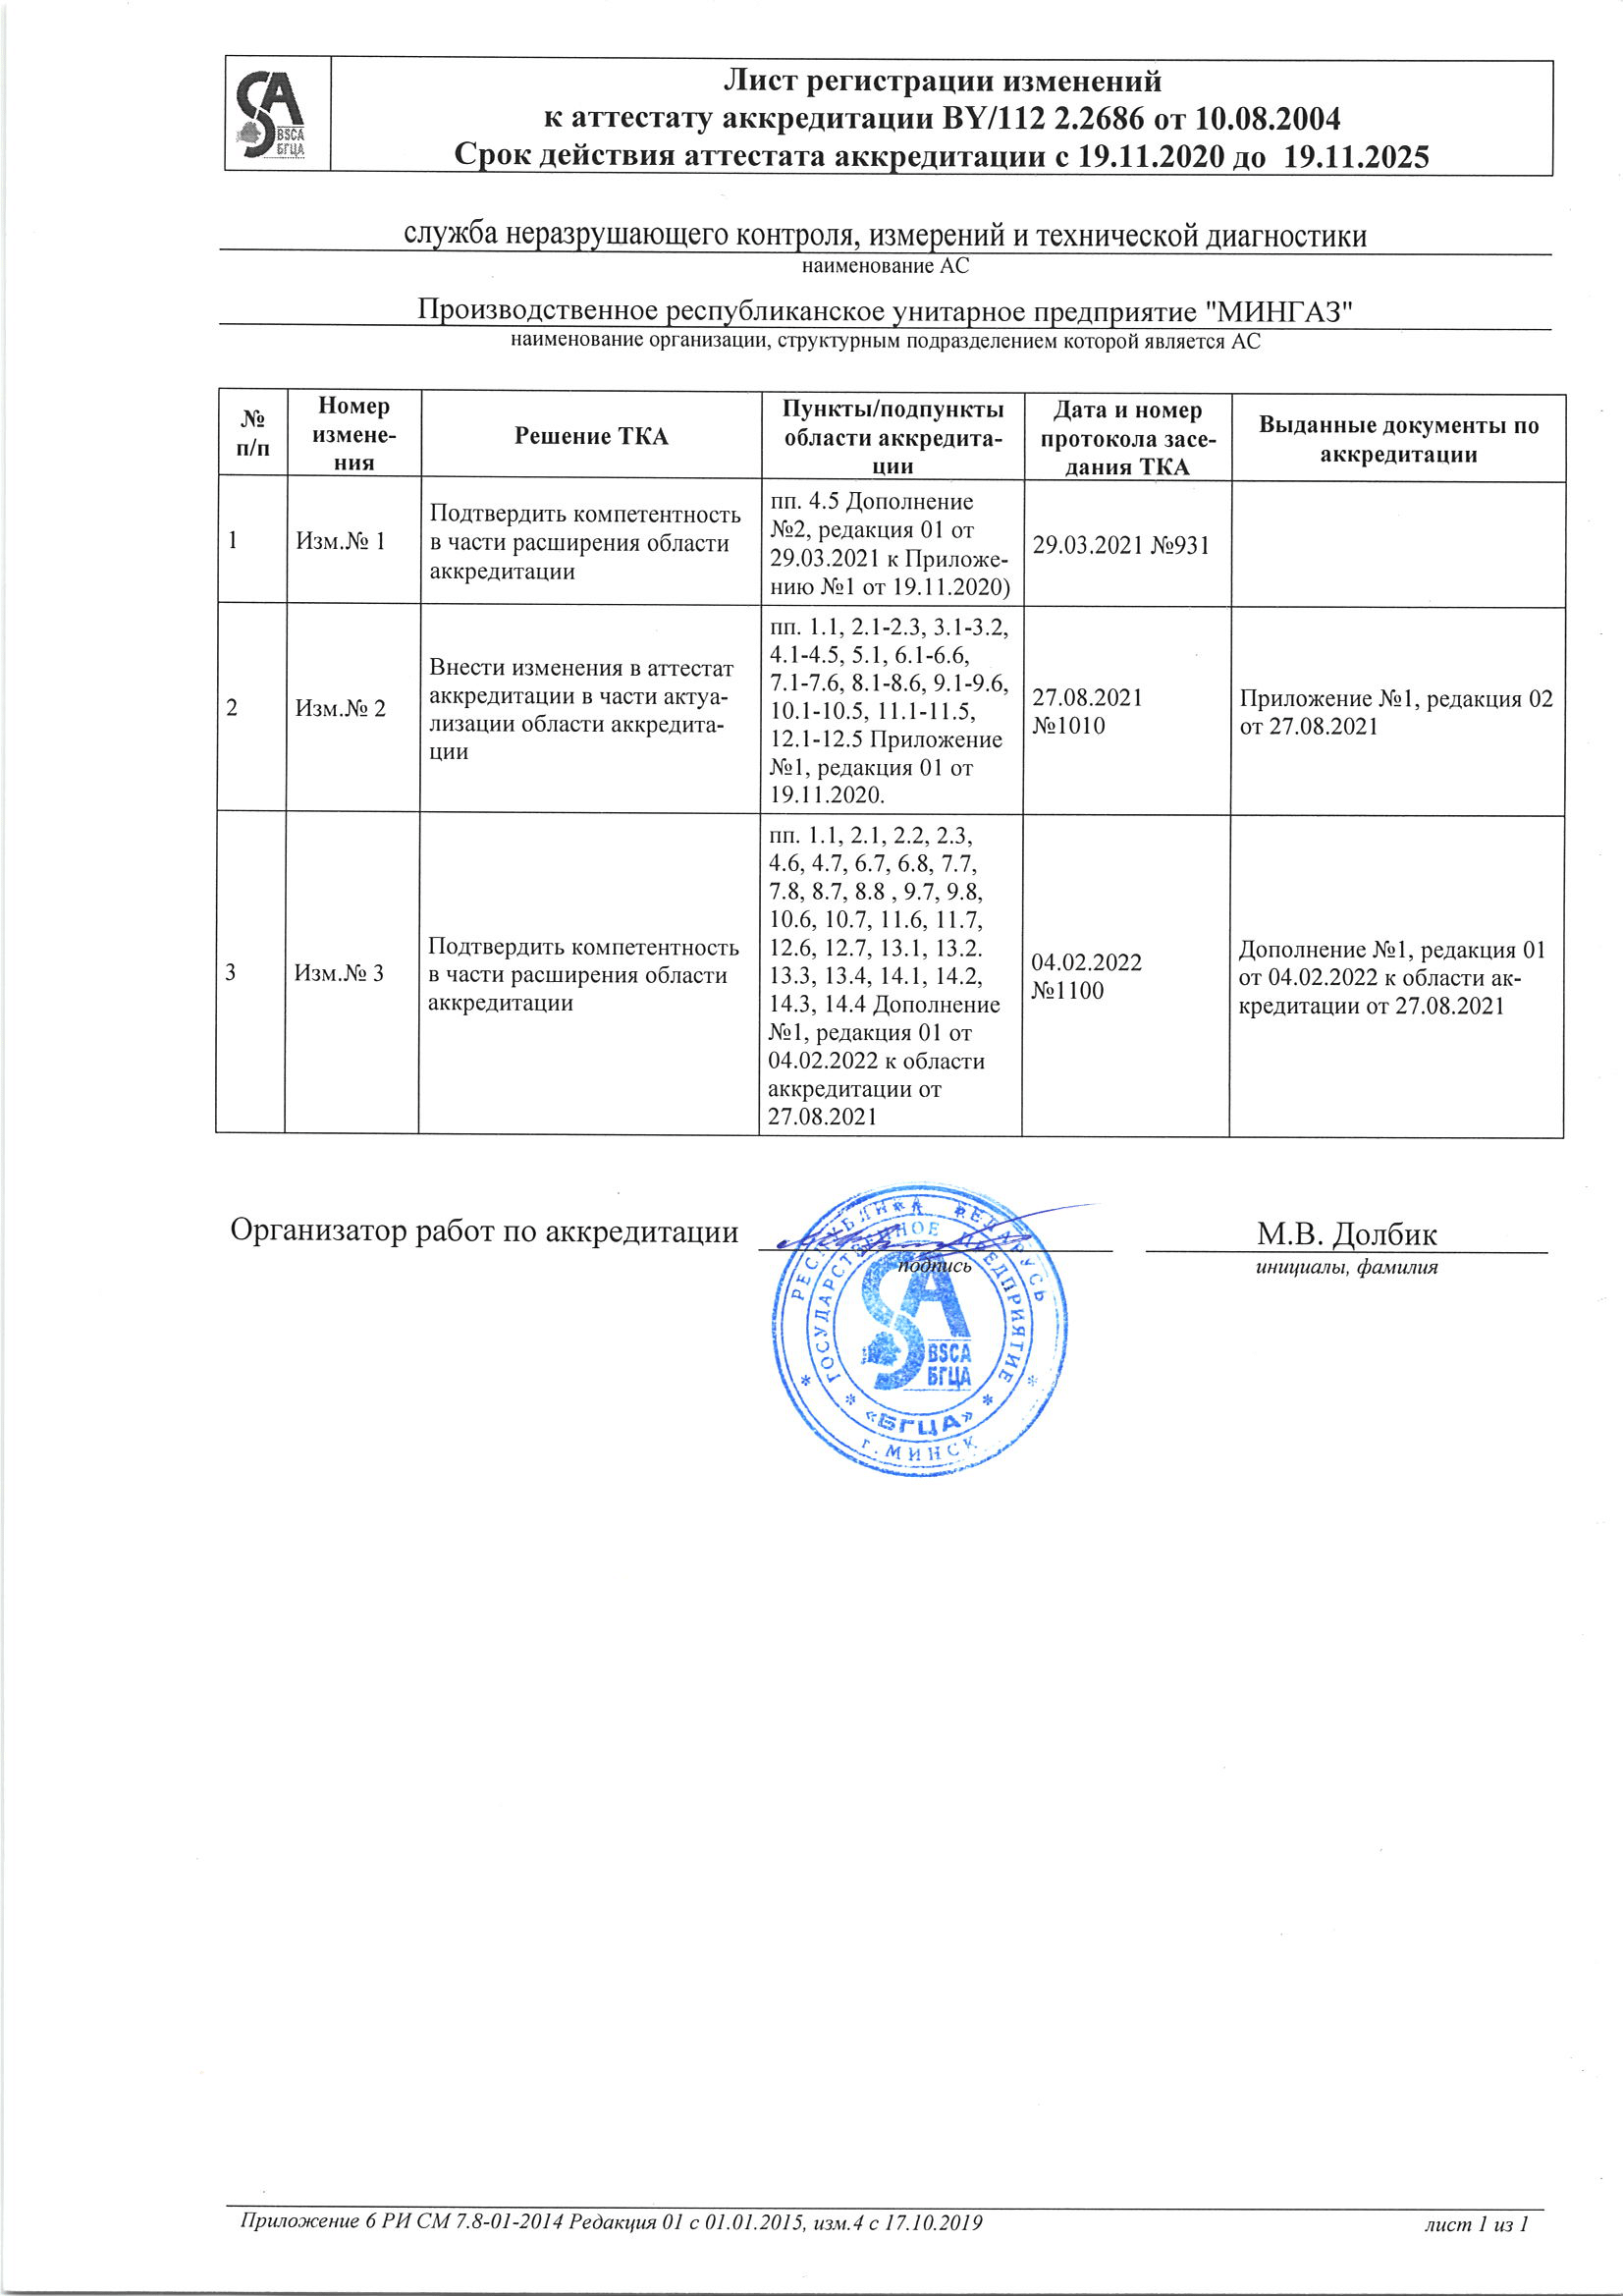 BSCA
БГЦА
Лист регистрации изменений
к аттестату аккредитации BY/112 2.2686 от 10.08.2004
Срок действия аттестата аккредитации с 19.11.2020 до 19.11.2025
служба неразрушающего контроля, измерений и технической диагностики
наименование АС
Производственное республиканское унитарное предприятие "МИНГАЗ"
наименование организации, структурным подразделением которой является АС
№
п/п
Номер
измене-
ния
Решение ТКА
Пункты/подпункты
области аккредита-
ции
Дата и номер
протокола засе-
дания ТКА
Выданные документы по
аккредитации
1
Изм.№ 1
Подтвердить компетентность
в части расширения области
аккредитации
пп. 4.5 Дополнение
№2, редакция 01 от
29.03.2021 к Приложе-
нию №1 от 19.11.2020)
29.03.2021 №931
2
Изм.№ 2
Внести изменения в аттестат
аккредитации в части актуа-
лизации области аккредита-
ции
пп. 1.1, 2.1-2.3, 3.1-3.2,
4.1-4.5, 5.1, 6.1-6.6,
7.1-7.6, 8.1-8.6, 9.1-9.6,
10.1-10.5, 11.1-11.5,
12.1-12.5 Приложение
№1, редакция 01 от
19.11.2020.
27.08.2021
№1010
Приложение №1, редакция 02
от 27.08.2021
3
Изм.№ 3
Подтвердить компетентность
в части расширения области
аккредитации
пп. 1.1, 2.1, 2.2, 2.3,
4.6, 4.7, 6.7, 6.8, 7.7,
7.8, 8.7, 8.8 , 9.7, 9.8,
10.6, 10.7, 11.6, 11.7,
12.6, 12.7, 13.1, 13.2.
13.3, 13.4, 14.1, 14.2,
14.3, 14.4 Дополнение
№1, редакция 01 от
04.02.2022 к области
аккредитации от
27.08.2021
04.02.2022
№1100
Дополнение №1, редакция 01
от 04.02.2022 к области ак-
кредитации от 27.08.2021
Организатор работ по аккредитации
подпись
М.В. Долбик
инициалы, фамилия
РЕСПУБЛИКА БЕЛАРУСЬ
ГОСУДАРСТВЕННОЕ ПРЕДПРИЯТИЕ
BSCA
БГЦА
«БГЦА»
г. МИНСК
Приложение 6 РИ СМ 7.8-01-2014 Редакция 01 с 01.01.2015, изм.4 с 17.10.2019
лист 1 из 1